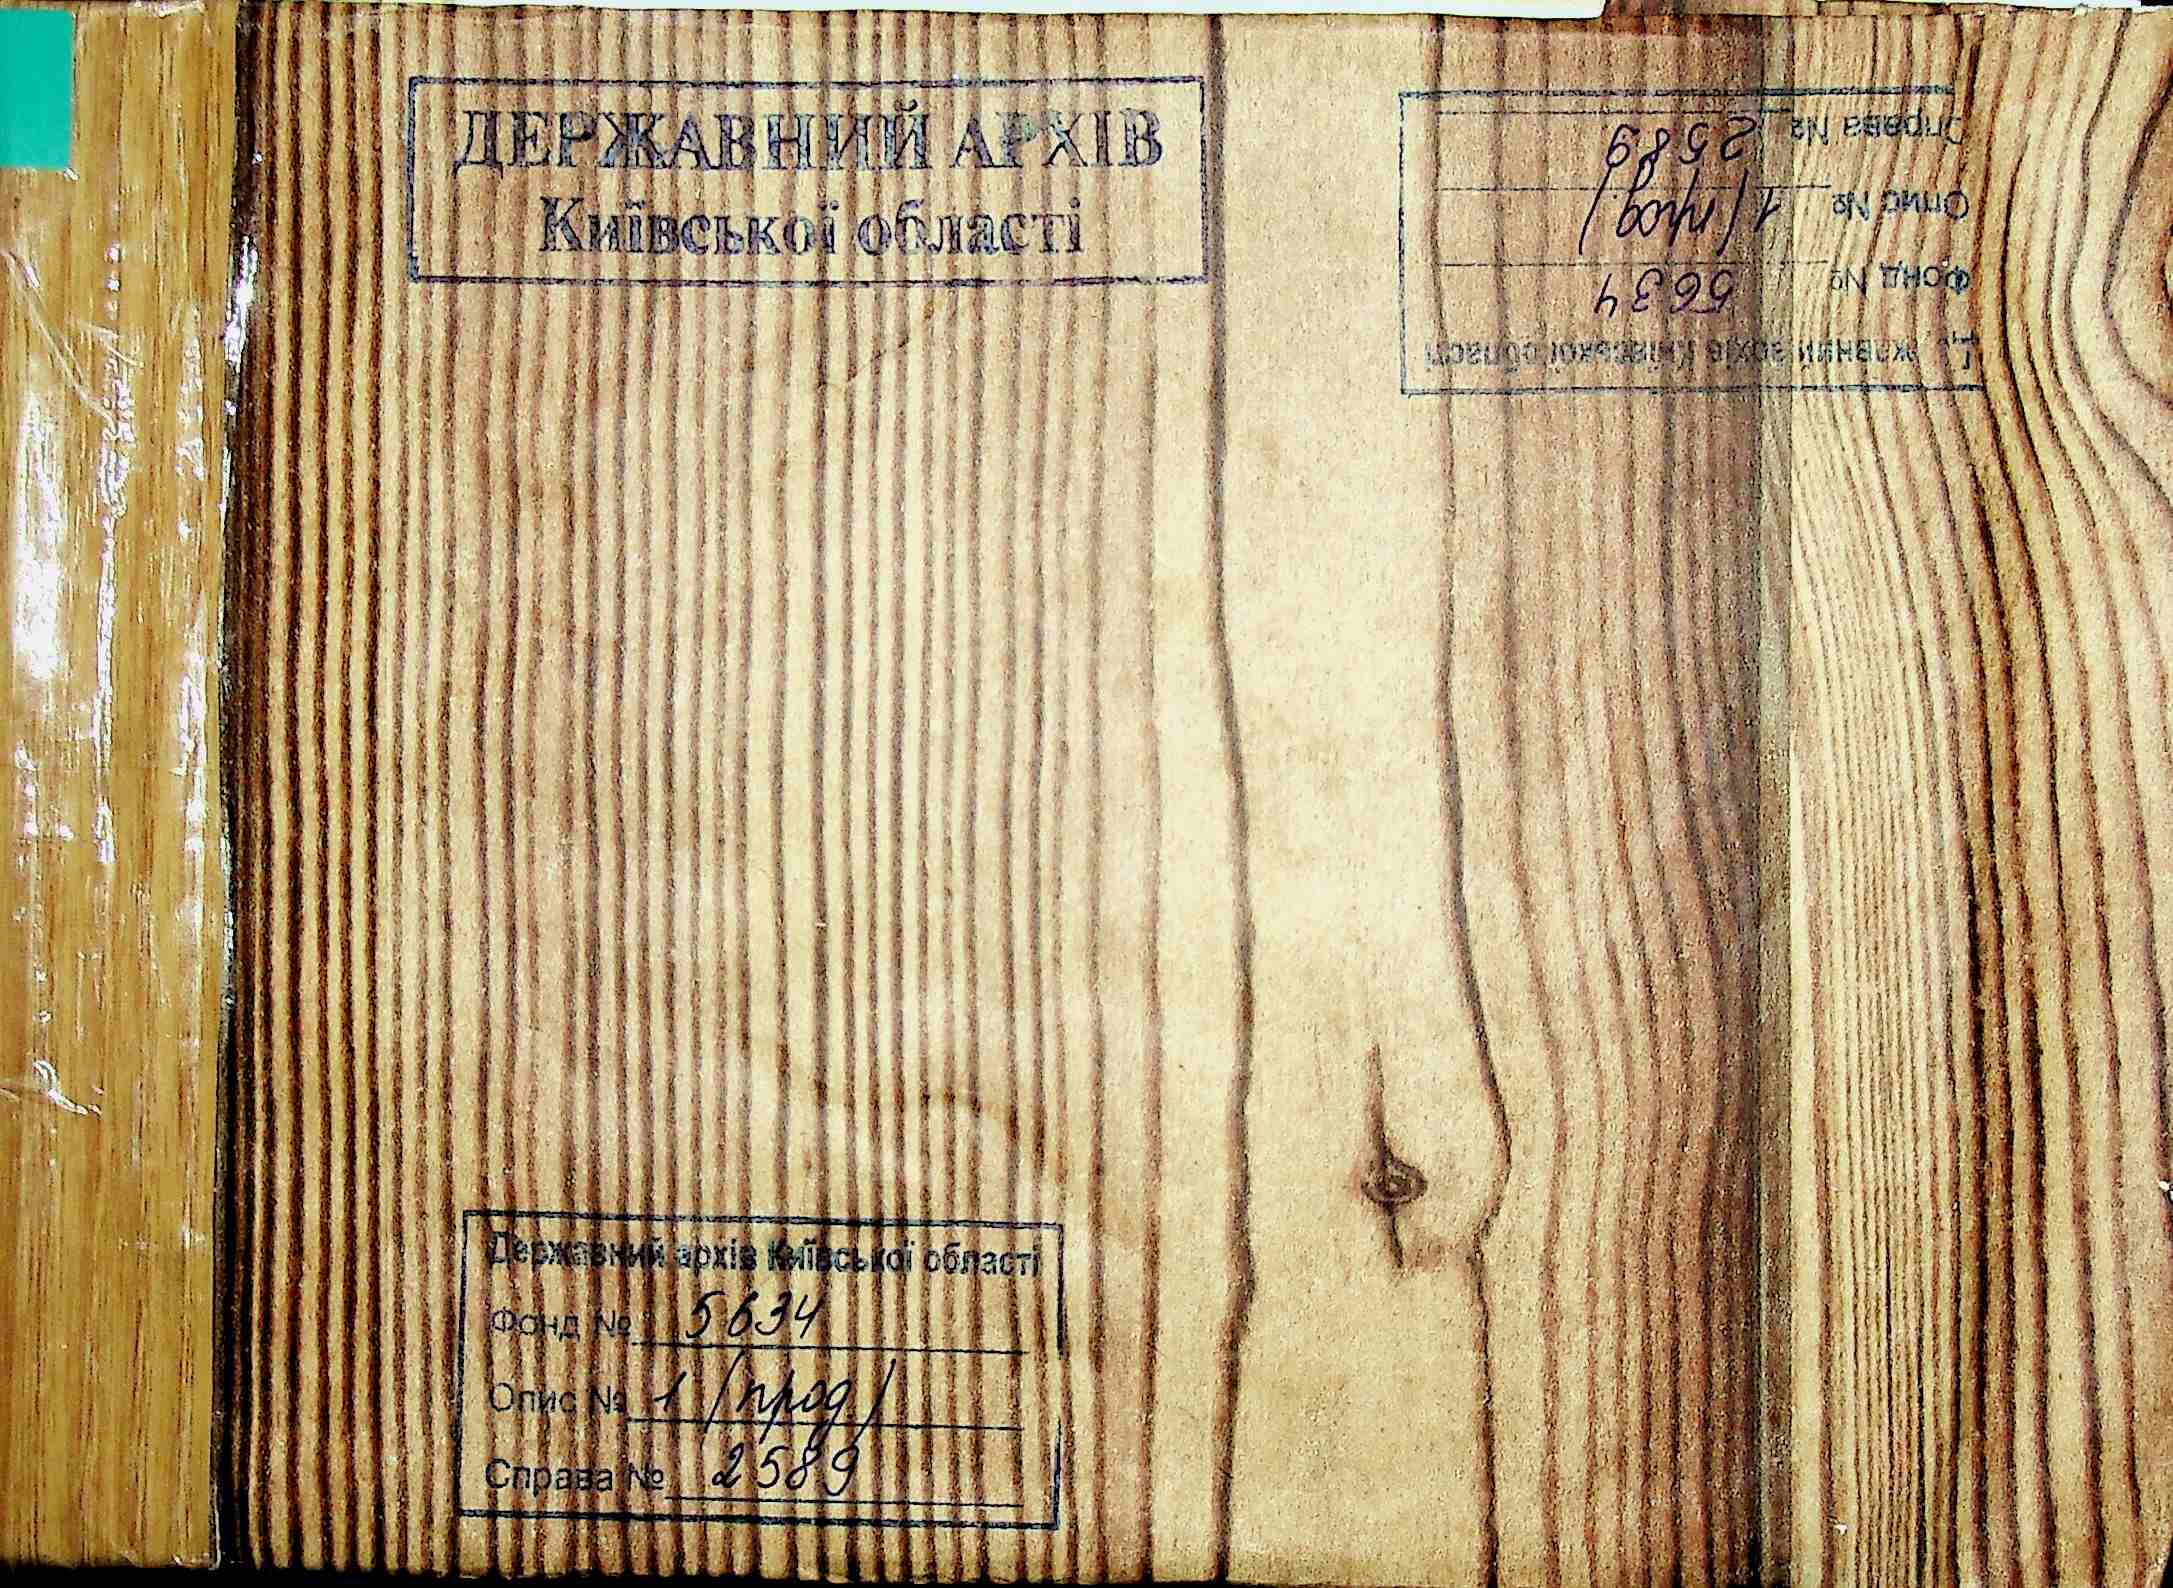 ДЕРЖАВНИЙ АРХІВ
Київської області
Державний архів Київської області
Фонд № 5634
Опис № 1 (прод)
Справа № 2589
Державний архів Київської області
Фонд № 5634
Опис № 1 (прод)
Справа № 2589